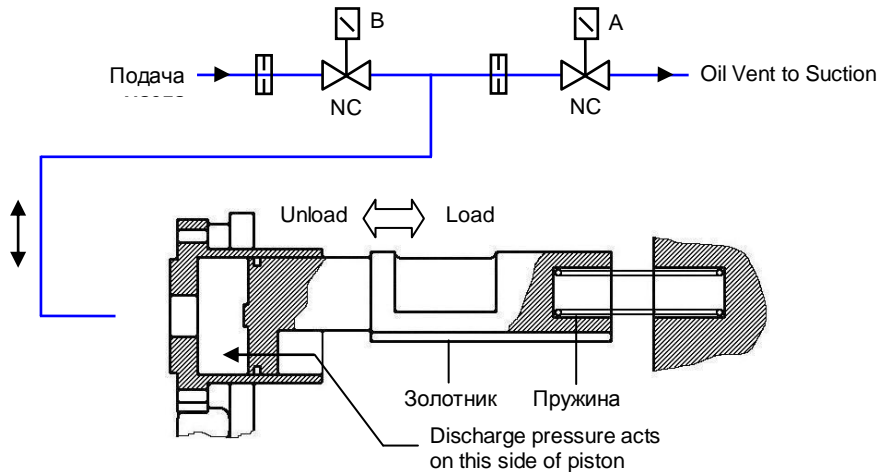 B
A
Подача
Oil Vent to Suction
NC
NC
Unload
Load
Золотник
Пружина
Discharge pressure acts
on this side of piston